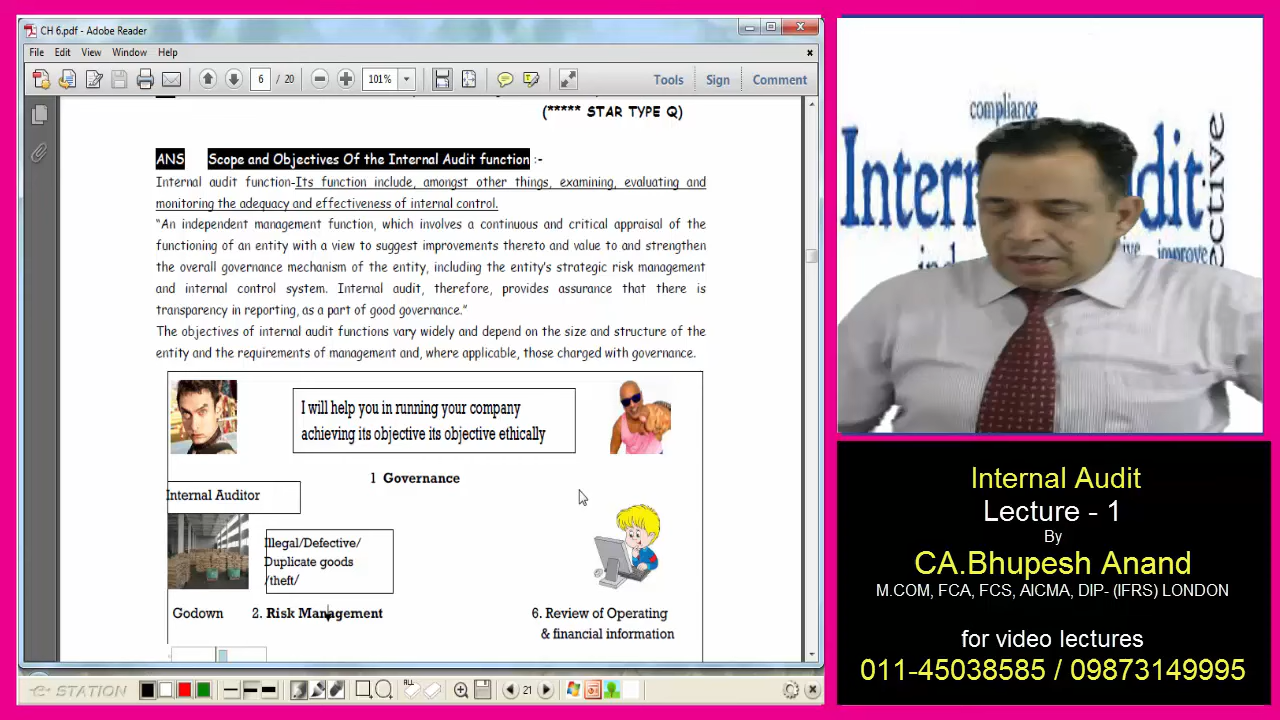 CH 6.pdf - Adobe Reader
File Edit View Window Help
6 / 20 101% Tools Sign Comment
(***** STAR TYPE Q)
ANS Scope and Objectives Of the Internal Audit function :-
Internal audit function-Its function include, amongst other things, examining, evaluating and
monitoring the adequacy and effectiveness of internal control.
“An independent management function, which involves a continuous and critical appraisal of the
functioning of an entity with a view to suggest improvements thereto and value to and strengthen
the overall governance mechanism of the entity, including the entity's strategic risk management
and internal control system. Internal audit, therefore, provides assurance that there is
transparency in reporting, as a part of good governance.”
The objectives of internal audit functions vary widely and depend on the size and structure of the
entity and the requirements of management and, where applicable, those charged with governance.
I will help you in running your company
achieving its objective its objective ethically
1 Governance
Internal Auditor
Illegal/Defective/
Duplicate goods
/theft/
Godown 2. Risk Management
6. Review of Operating
& financial information
e-STATION
ALL
21
compliance
Intern
dit
ective
improve
Internal Audit
Lecture - 1
By
CA.Bhupesh Anand
M.COM, FCA, FCS, AICMA, DIP- (IFRS) LONDON
for video lectures
011-45038585 / 09873149995